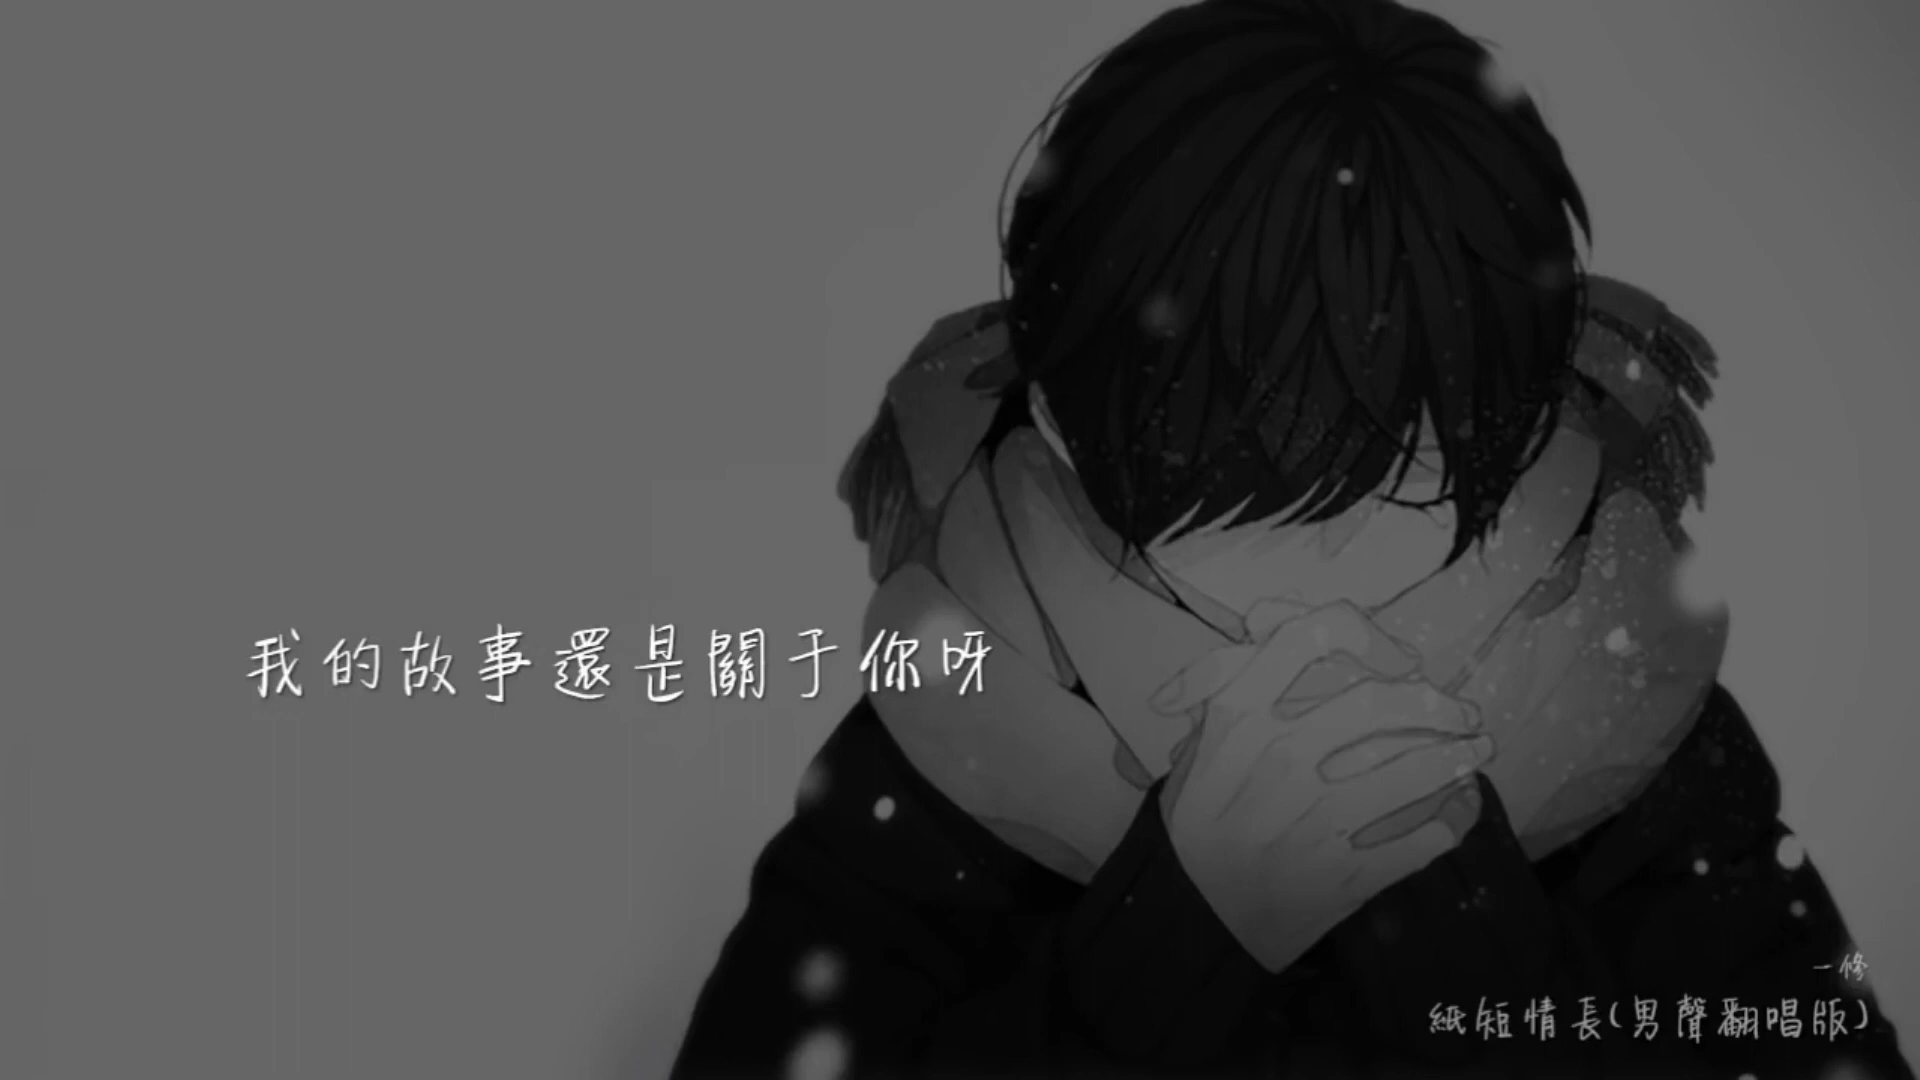 我的故事還是關于你呀
一修
紙短情長(男聲翻唱版)